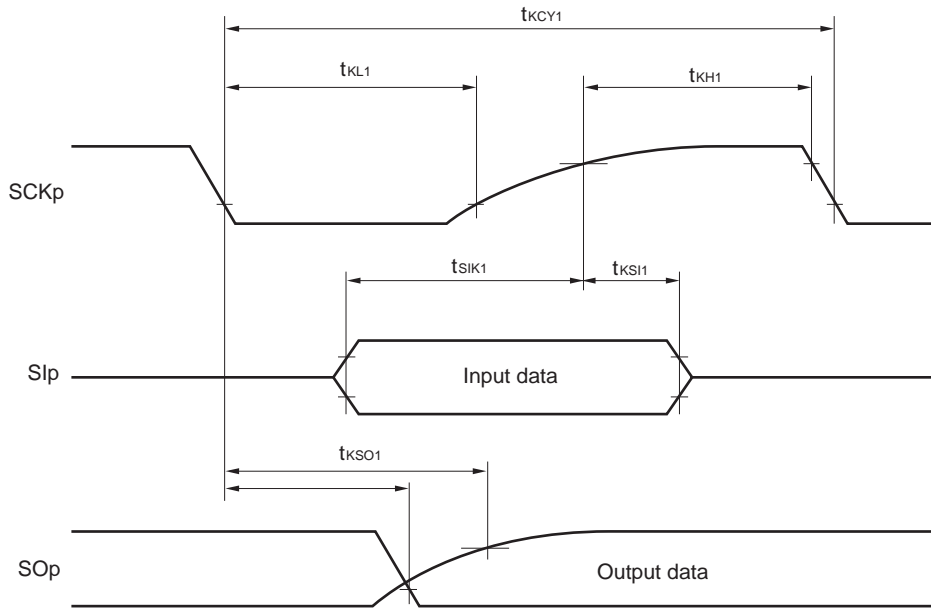 tKCY1
tKL1
tKH1
SCKp
tSIK1
tKSI1
SIp
Input data
tKSO1
SOp
Output data